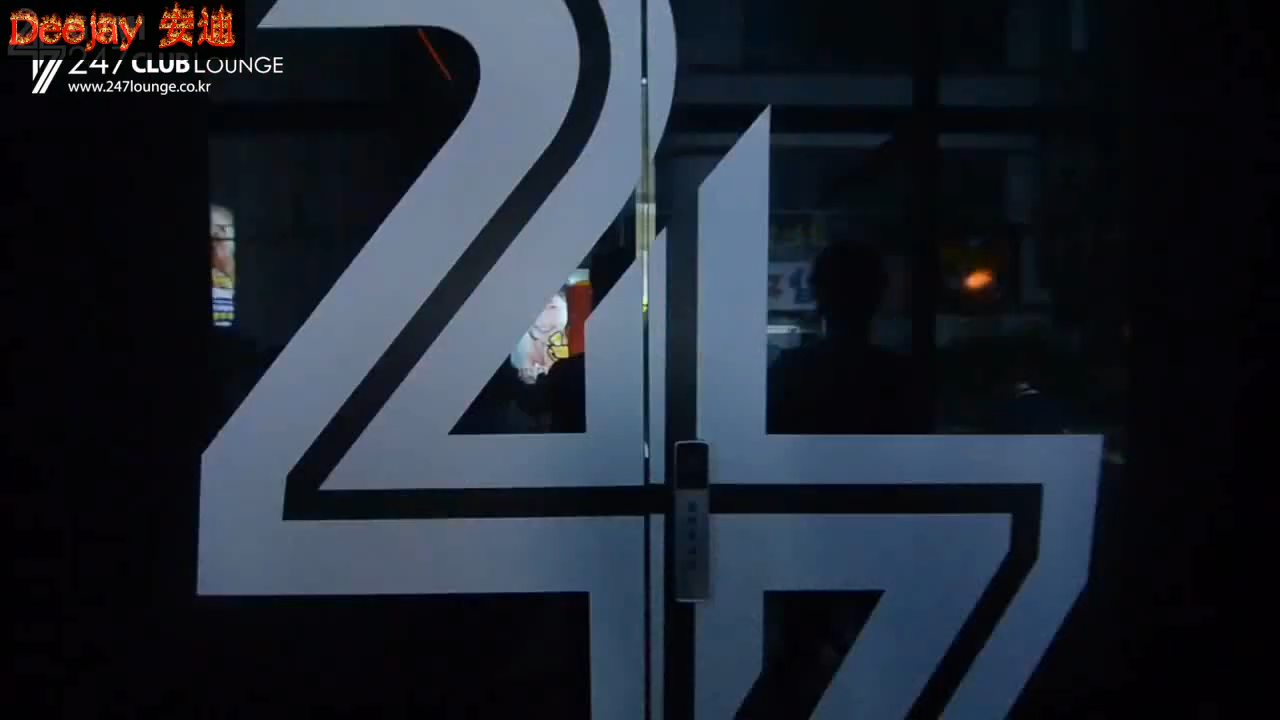 Deejay 安迪
247 CLUB LOUNGE
www.247lounge.co.kr
247